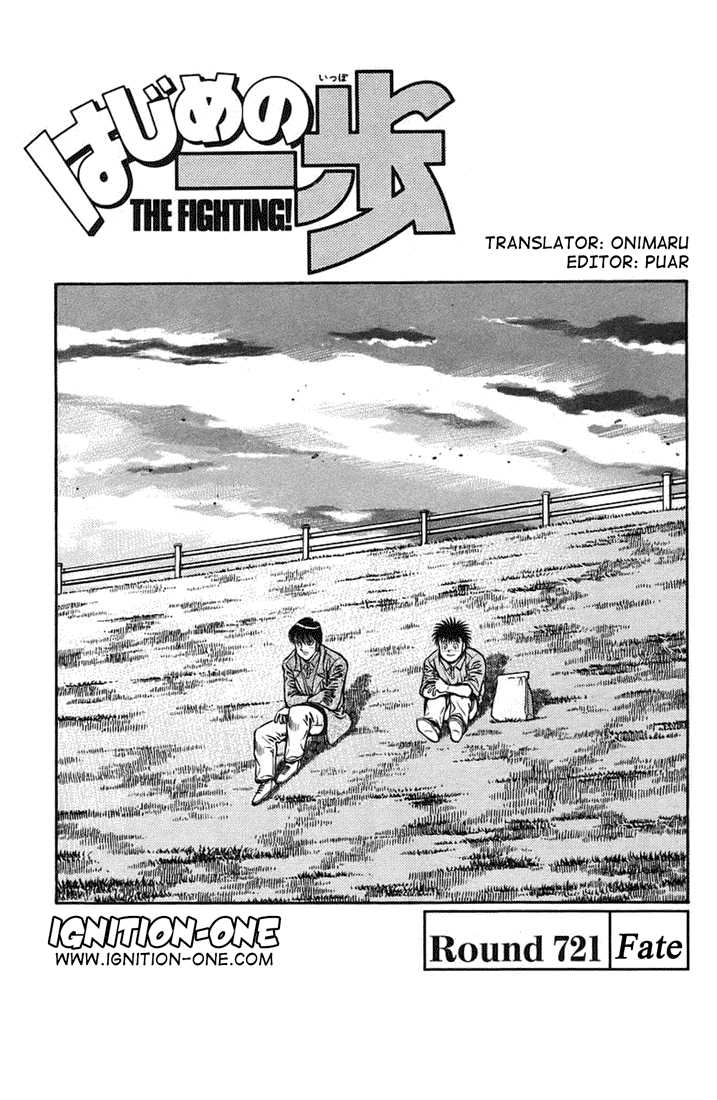 いっぽ
はじめの一歩
THE FIGHTING!
TRANSLATOR: ONIMARU
EDITOR: PUAR
IGNITION-ONE
WWW.IGNITION-ONE.COM
Round 721 Fate